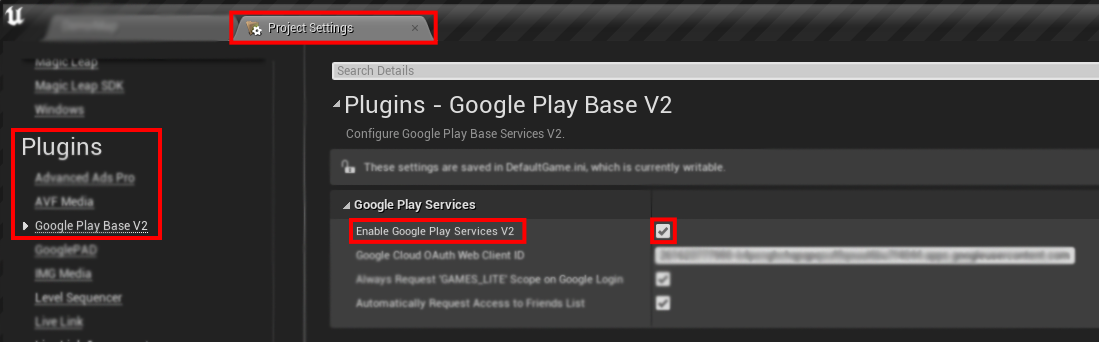 Project Settings
Magic Leap
Magic Leap SDK
Windows
Plugins
Advanced Ads Pro
AVF Media
Google Play Base V2
GooglePAD
IMG Media
Level Sequencer
Live Link
Search Details
Plugins - Google Play Base V2
Configure Google Play Base Services V2.
These settings are saved in DefaultGame.ini, which is currently writable.
Google Play Services
Enable Google Play Services V2
Google Cloud OAuth Web Client ID
Always Request 'GAMES_LITE' Scope on Google Login
Automatically Request Access to Friends List